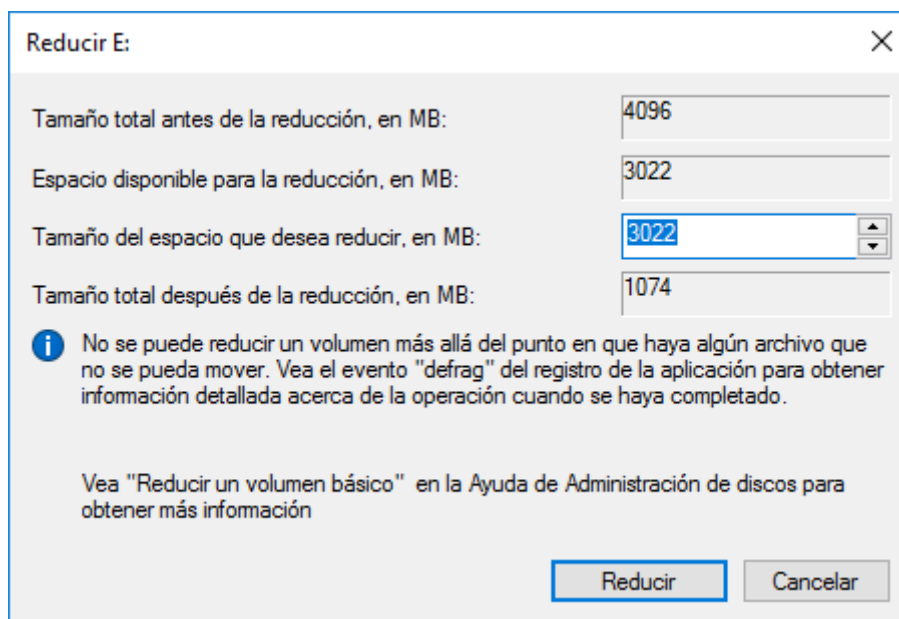 Reducir E:
Tamaño total antes de la reducción, en MB: 4096
Espacio disponible para la reducción, en MB: 3022
Tamaño del espacio que desea reducir, en MB: 3022
Tamaño total después de la reducción, en MB: 1074
No se puede reducir un volumen más allá del punto en que haya algún archivo que
no se pueda mover. Vea el evento "defrag" del registro de la aplicación para obtener
información detallada acerca de la operación cuando se haya completado.
Vea "Reducir un volumen básico" en la Ayuda de Administración de discos para
obtener más información
Reducir Cancelar